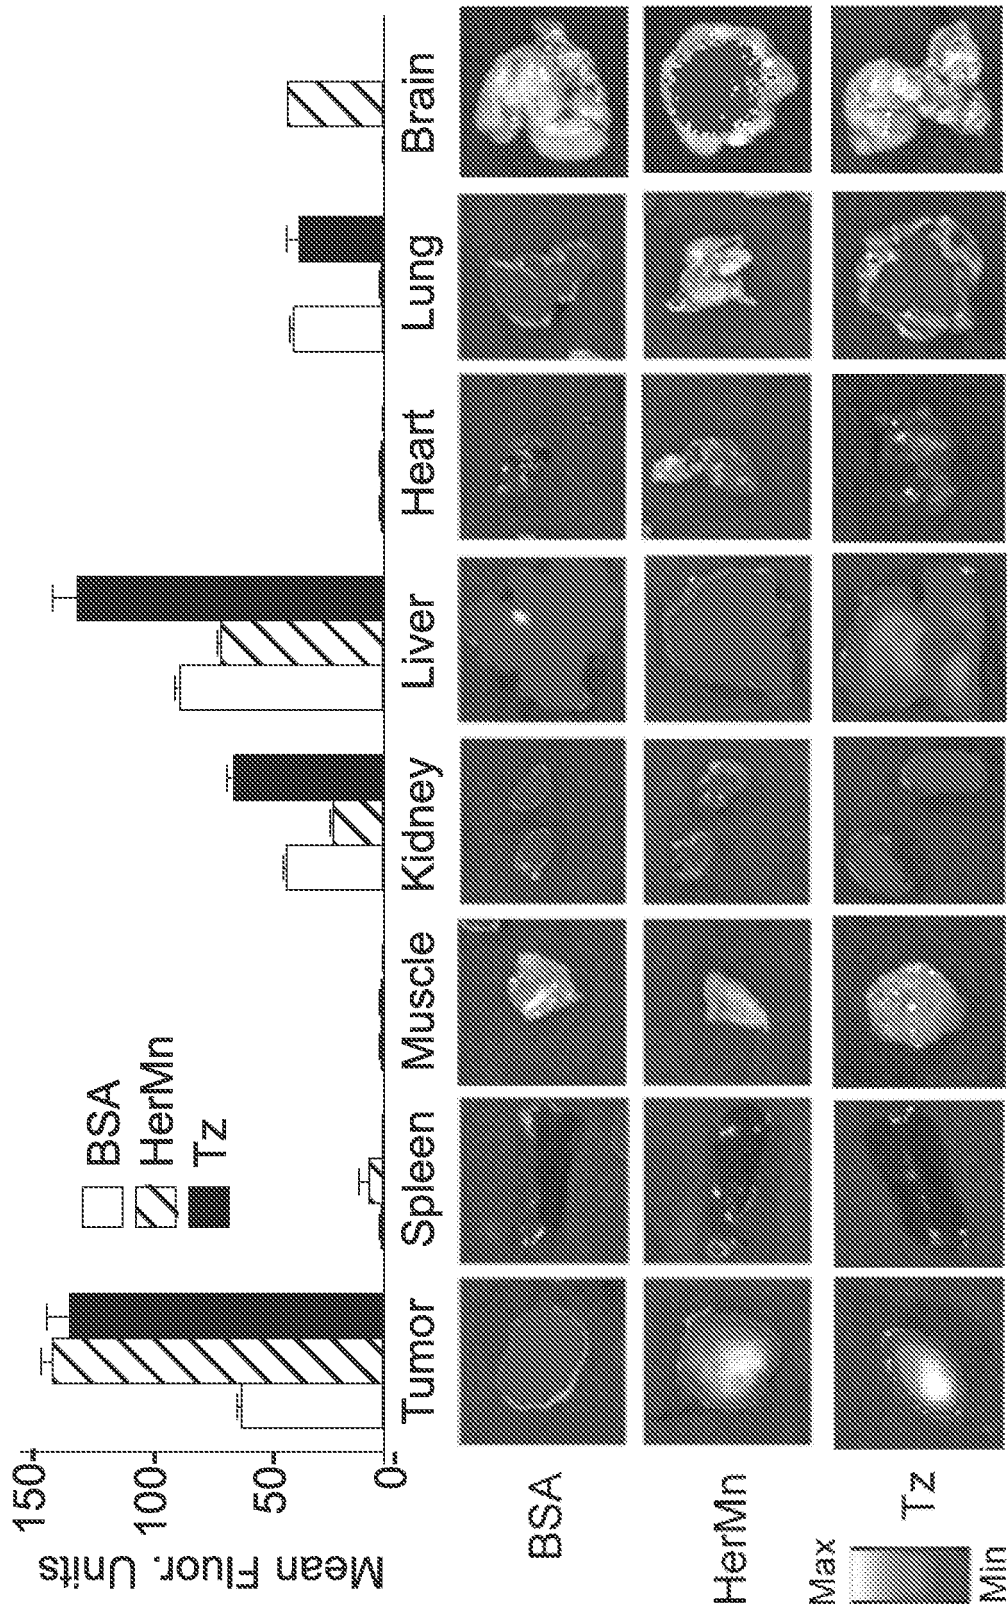 Mean Fluor. Units
150-
100-
50-
0-
BSA
HerMn
Tz
Tumor Spleen Muscle Kidney Liver Heart Lung Brain
BSA
HerMn
Tz
Max
Min